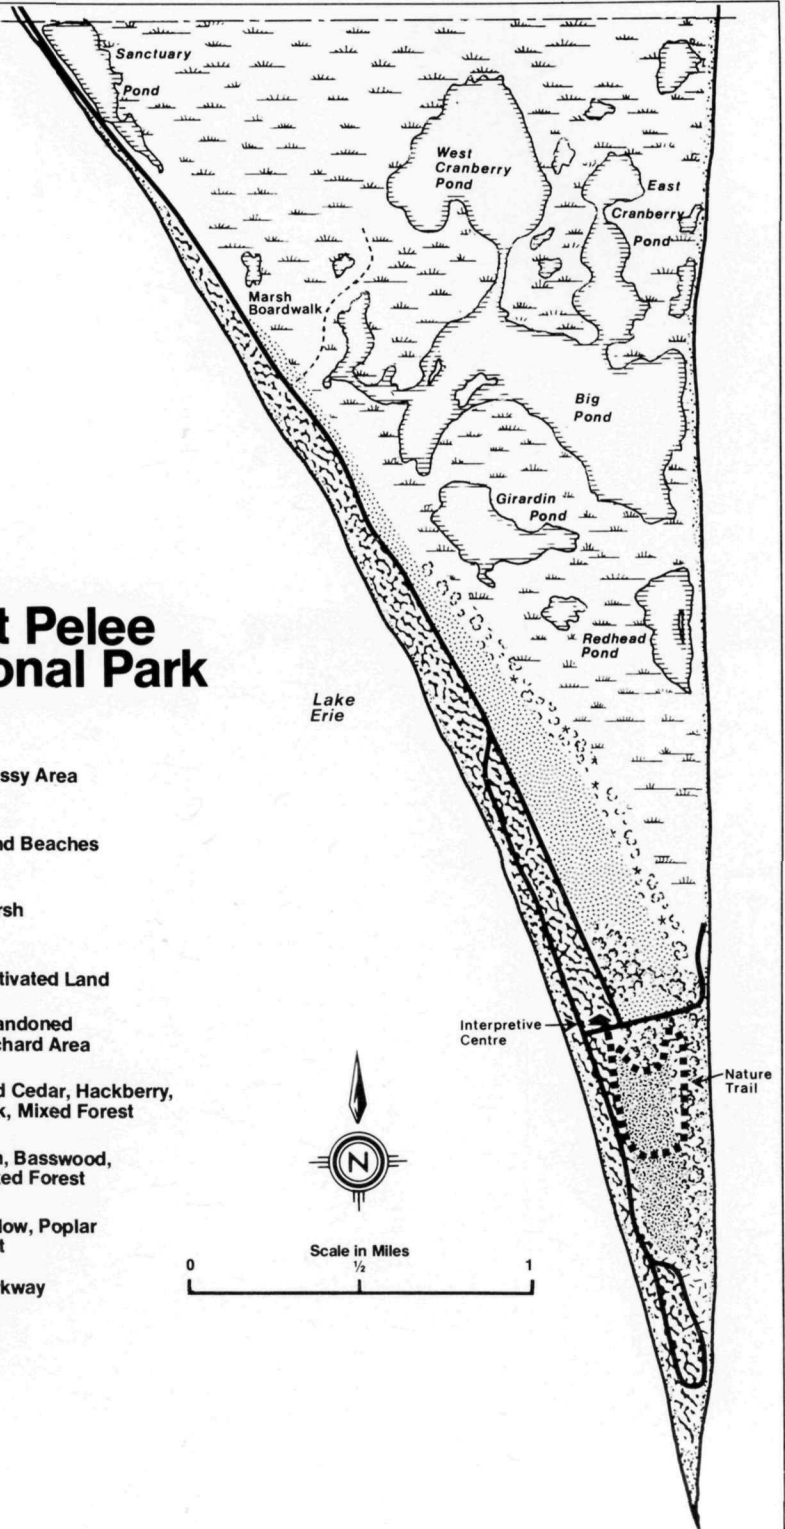 Sanctuary
Pond
West
Cranberry
Pond
East
Cranberry
Pond
Marsh
Boardwalk
Big
Pond
Girardin
Pond
Redhead
Pond
t Pelee
onal Park
Lake
Erie
ssy Area
nd Beaches
rsh
tivated Land
andoned
chard Area
d Cedar, Hackberry,
k, Mixed Forest
n, Basswood,
ed Forest
low, Poplar
t
rkway
Interpretive
Centre
Nature
Trail
N
Scale in Miles
0 ½ 1